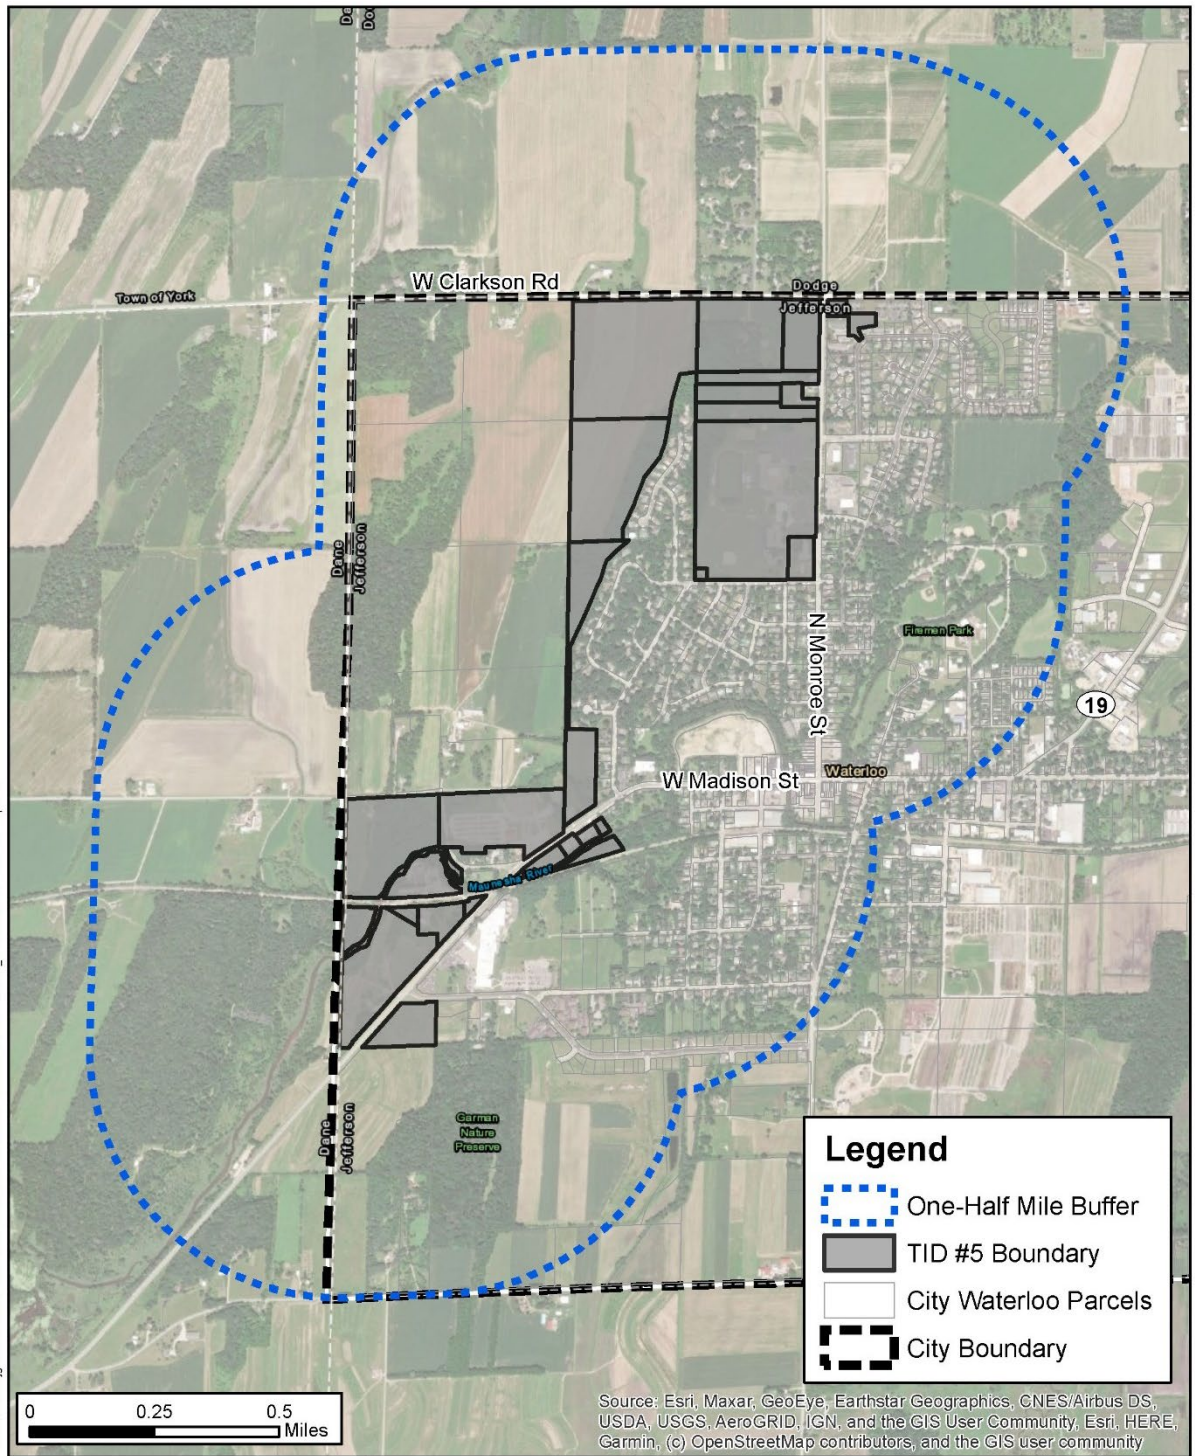 W Clarkson Rd
Town of York
Dodge
Jefferson
Dane
Jefferson
N Monroe St
Firemen Park
19
W Madison St
Waterloo
Maunesha River
Dane
Jefferson
Garman
Nature
Preserve
Legend
One-Half Mile Buffer
TID #5 Boundary
City Waterloo Parcels
City Boundary
0 0.25 0.5
Miles
Source: Esri, Maxar, GeoEye, Earthstar Geographics, CNES/Airbus DS,
USDA, USGS, AeroGRID, IGN, and the GIS User Community, Esri, HERE,
Garmin, (c) OpenStreetMap contributors, and the GIS user community